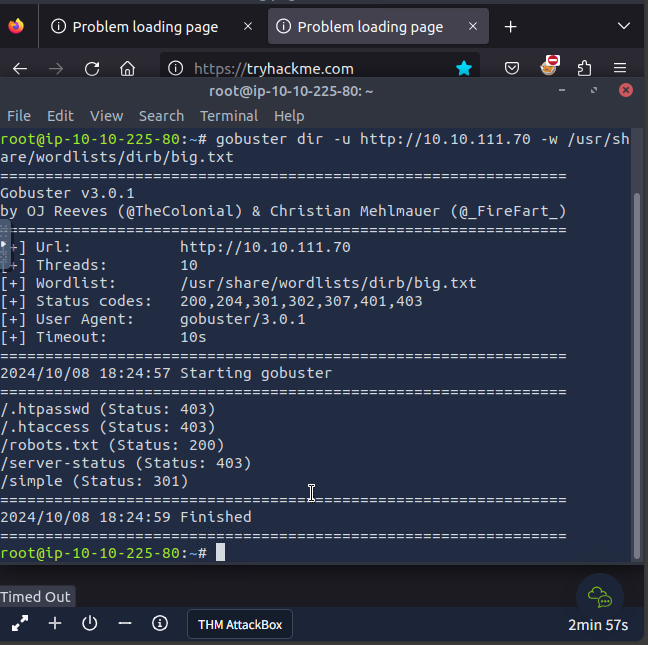 Problem loading page
Problem loading page
https://tryhackme.com
root@ip-10-10-225-80: ~
File Edit View Search Terminal Help
root@ip-10-10-225-80:~# gobuster dir -u http://10.10.111.70 -w /usr/sh
are/wordlists/dirb/big.txt
===============================================================
Gobuster v3.0.1
by OJ Reeves (@TheColonial) & Christian Mehlmauer (@_FireFart_)
===============================================================
[+] Url: http://10.10.111.70
[+] Threads: 10
[+] Wordlist: /usr/share/wordlists/dirb/big.txt
[+] Status codes: 200,204,301,302,307,401,403
[+] User Agent: gobuster/3.0.1
[+] Timeout: 10s
===============================================================
2024/10/08 18:24:57 Starting gobuster
===============================================================
/.htpasswd (Status: 403)
/.htaccess (Status: 403)
/robots.txt (Status: 200)
/server-status (Status: 403)
/simple (Status: 301)
===============================================================
2024/10/08 18:24:59 Finished
===============================================================
root@ip-10-10-225-80:~#
Timed Out
THM AttackBox
2min 57s